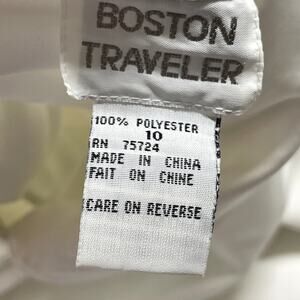 BOSTON
TRAVELER
100% POLYESTER
10
RN 75724
MADE IN CHINA
FAIT ON CHINE
CARE ON REVERSE